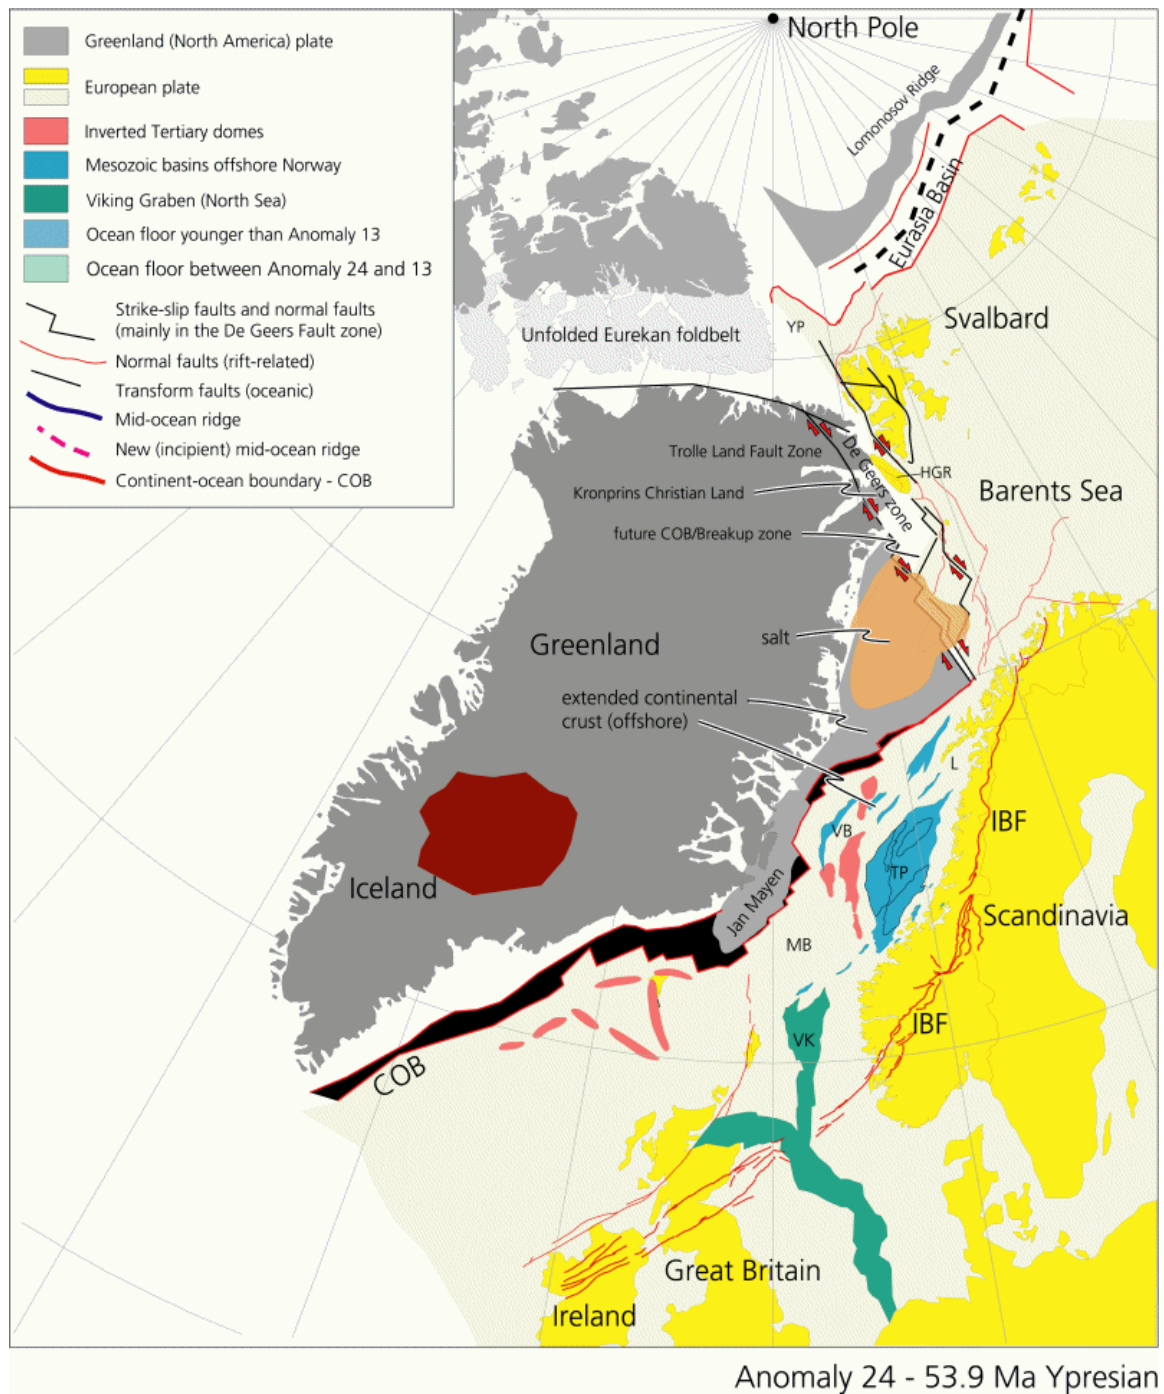 Greenland (North America) plate
European plate
Inverted Tertiary domes
Mesozoic basins offshore Norway
Viking Graben (North Sea)
Ocean floor younger than Anomaly 13
Ocean floor between Anomaly 24 and 13
Strike-slip faults and normal faults
(mainly in the De Geers Fault zone)
Normal faults (rift-related)
Transform faults (oceanic)
Mid-ocean ridge
New (incipient) mid-ocean ridge
Continent-ocean boundary - COB
North Pole
Lomonosov Ridge
Eurasia Basin
Svalbard
YP
Unfolded Eurekan foldbelt
Trolle Land Fault Zone
De Geers zone
HGR
Kronprins Christian Land
Barents Sea
future COB/Breakup zone
salt
Greenland
extended continental
crust (offshore)
L
VB
IBF
TP
Iceland
Jan Mayen
Scandinavia
MB
IBF
VK
COB
Great Britain
Ireland
Anomaly 24 - 53.9 Ma Ypresian